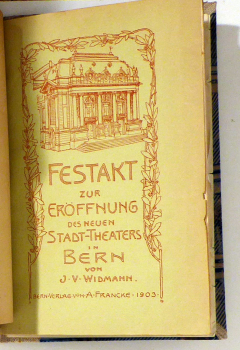 FESTAKT
ZUR
ERÖFFNUNG
DES NEUEN
STADT-THEATERS
IN
BERN
VON
J·V·WIDMANN.
BERN·VERLAG VON A·FRANCKE·1903·